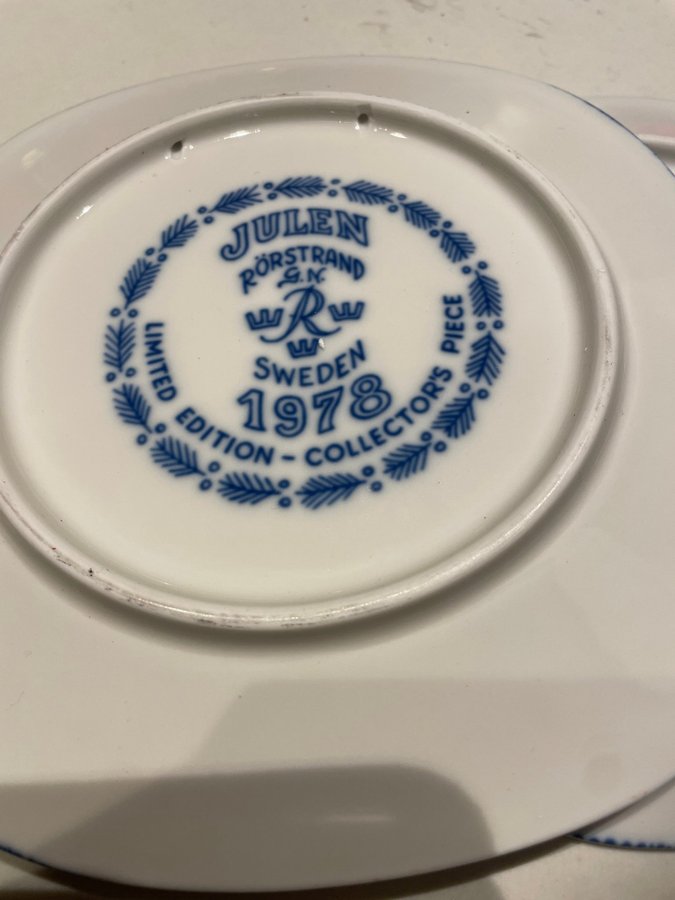 JULEN
RÖRSTRAND
G.N.
R
SWEDEN
1978
LIMITED EDITION - COLLECTOR'S PIECE